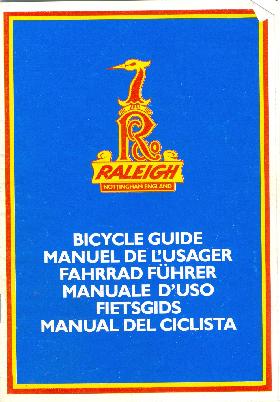 R
RALEIGH
NOTTINGHAM ENGLAND
BICYCLE GUIDE
MANUEL DE L'USAGER
FAHRRAD FÜHRER
MANUALE D'USO
FIETSGIDS
MANUAL DEL CICLISTA